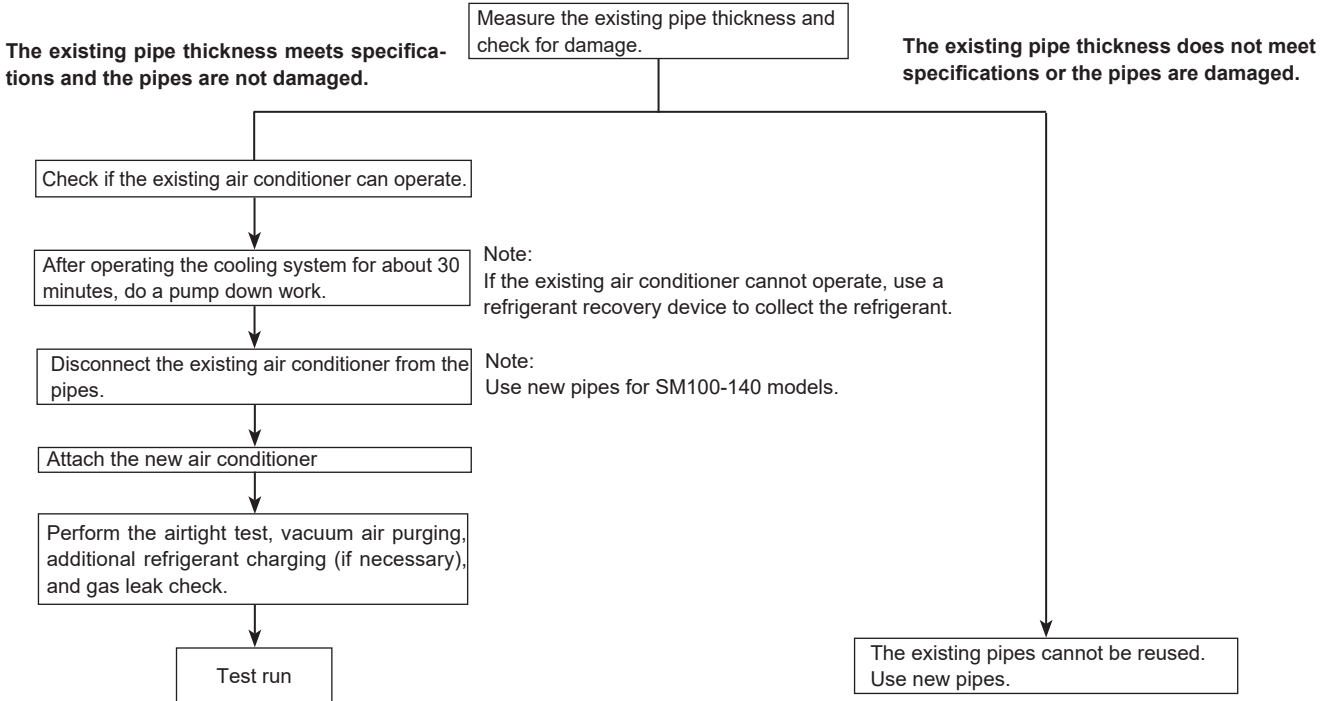 Measure the existing pipe thickness and
check for damage.
The existing pipe thickness meets specifica-
tions and the pipes are not damaged.
The existing pipe thickness does not meet
specifications or the pipes are damaged.
Check if the existing air conditioner can operate.
After operating the cooling system for about 30
minutes, do a pump down work.
Note:
If the existing air conditioner cannot operate, use a
refrigerant recovery device to collect the refrigerant.
Disconnect the existing air conditioner from the
pipes.
Note:
Use new pipes for SM100-140 models.
Attach the new air conditioner
Perform the airtight test, vacuum air purging,
additional refrigerant charging (if necessary),
and gas leak check.
Test run
The existing pipes cannot be reused.
Use new pipes.